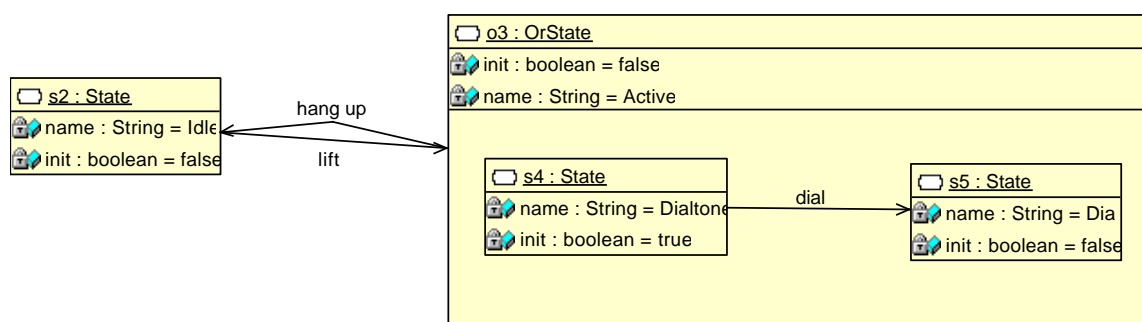 o3 : OrState
init : boolean = false
name : String = Active
s2 : State
name : String = Idle
init : boolean = false
hang up
lift
s4 : State
name : String = Dialtone
init : boolean = true
dial
s5 : State
name : String = Dia
init : boolean = false